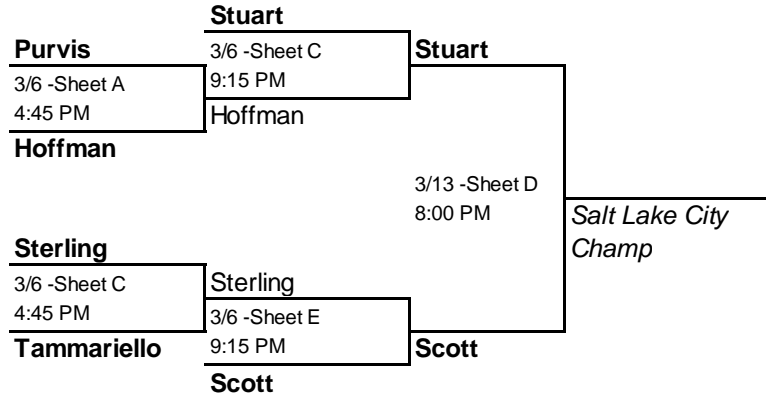 Stuart
Purvis
3/6 -Sheet C
Stuart
3/6 -Sheet A
9:15 PM
4:45 PM
Hoffman
Hoffman
3/13 -Sheet D
8:00 PM
Salt Lake City
Champ
Sterling
3/6 -Sheet C
Sterling
4:45 PM
3/6 -Sheet E
Tammariello
9:15 PM
Scott
Scott